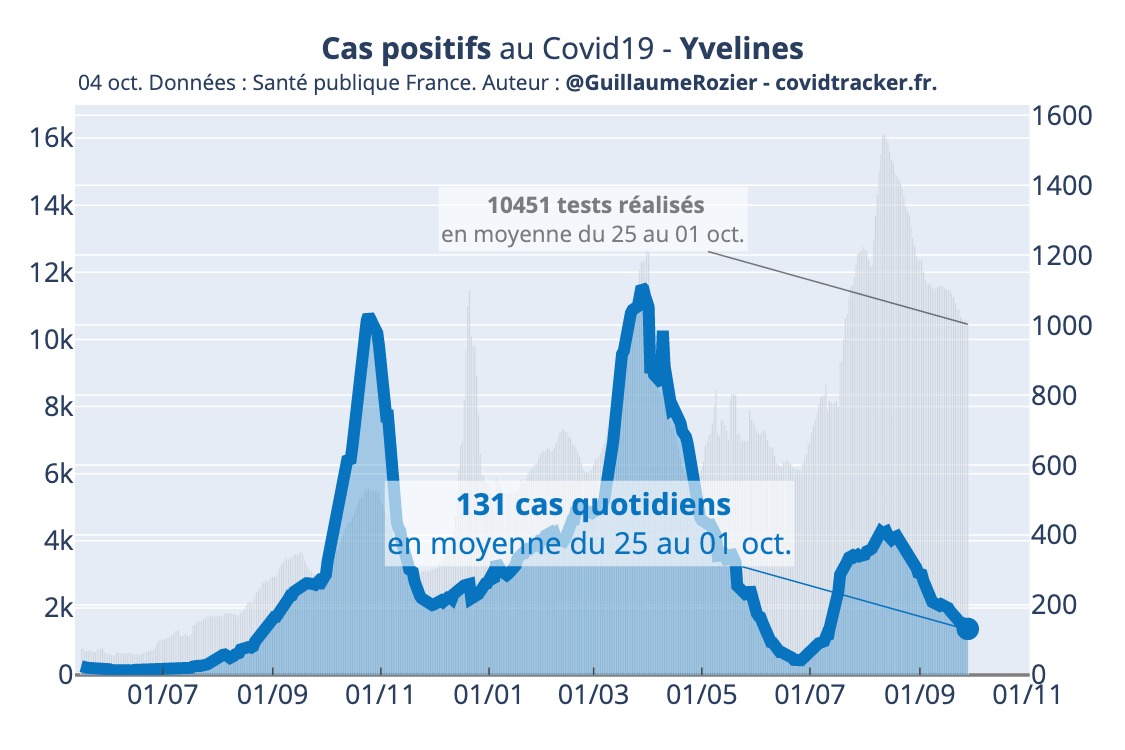 Cas positifs au Covid19 - Yvelines
04 oct. Données : Santé publique France. Auteur : @GuillaumeRozier - covidtracker.fr.
16k
14k
12k
10k
8k
6k
4k
2k
0
1600
1400
1200
1000
800
600
400
200
0
10451 tests réalisés
en moyenne du 25 au 01 oct.
131 cas quotidiens
en moyenne du 25 au 01 oct.
01/07 01/09 01/11 01/01 01/03 01/05 01/07 01/09 01/11